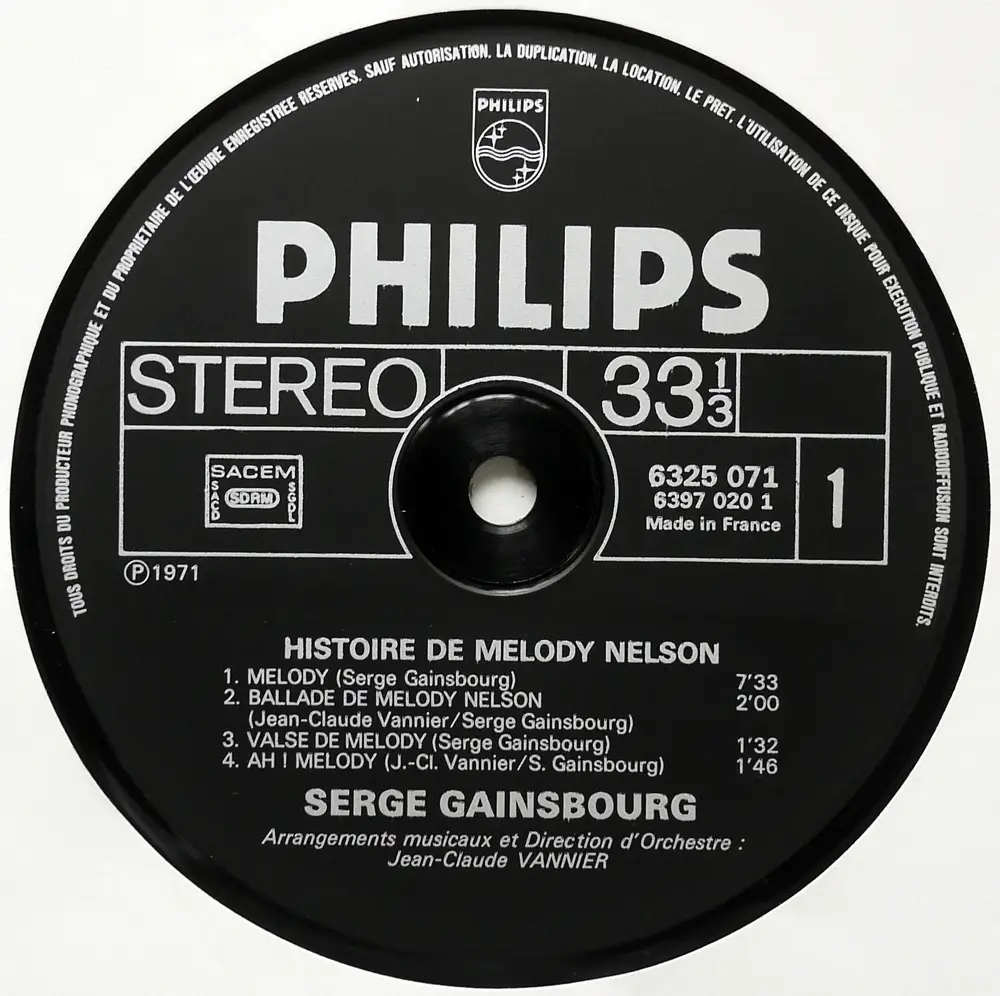 TOUS DROITS DU PRODUCTEUR PHONOGRAPHIQUE ET DU PROPRIETAIRE DE L'ŒUVRE ENREGISTREE RESERVES. SAUF AUTORISATION, LA DUPLICATION, LA LOCATION, LE PRET, L'UTILISATION DE CE DISQUE POUR EXECUTION PUBLIQUE ET RADIODIFFUSION SONT INTERDITS.
PHILIPS
PHILIPS
STEREO
33 1/3
SACEM
SACD
SDRM
SGDL
6325 071
6397 020 1
Made in France
1
Ⓟ1971
HISTOIRE DE MELODY NELSON
1. MELODY (Serge Gainsbourg) 7'33
2. BALLADE DE MELODY NELSON 2'00
(Jean-Claude Vannier/Serge Gainsbourg)
3. VALSE DE MELODY (Serge Gainsbourg) 1'32
4. AH ! MELODY (J.-Cl. Vannier/S. Gainsbourg) 1'46
SERGE GAINSBOURG
Arrangements musicaux et Direction d'Orchestre :
Jean-Claude VANNIER